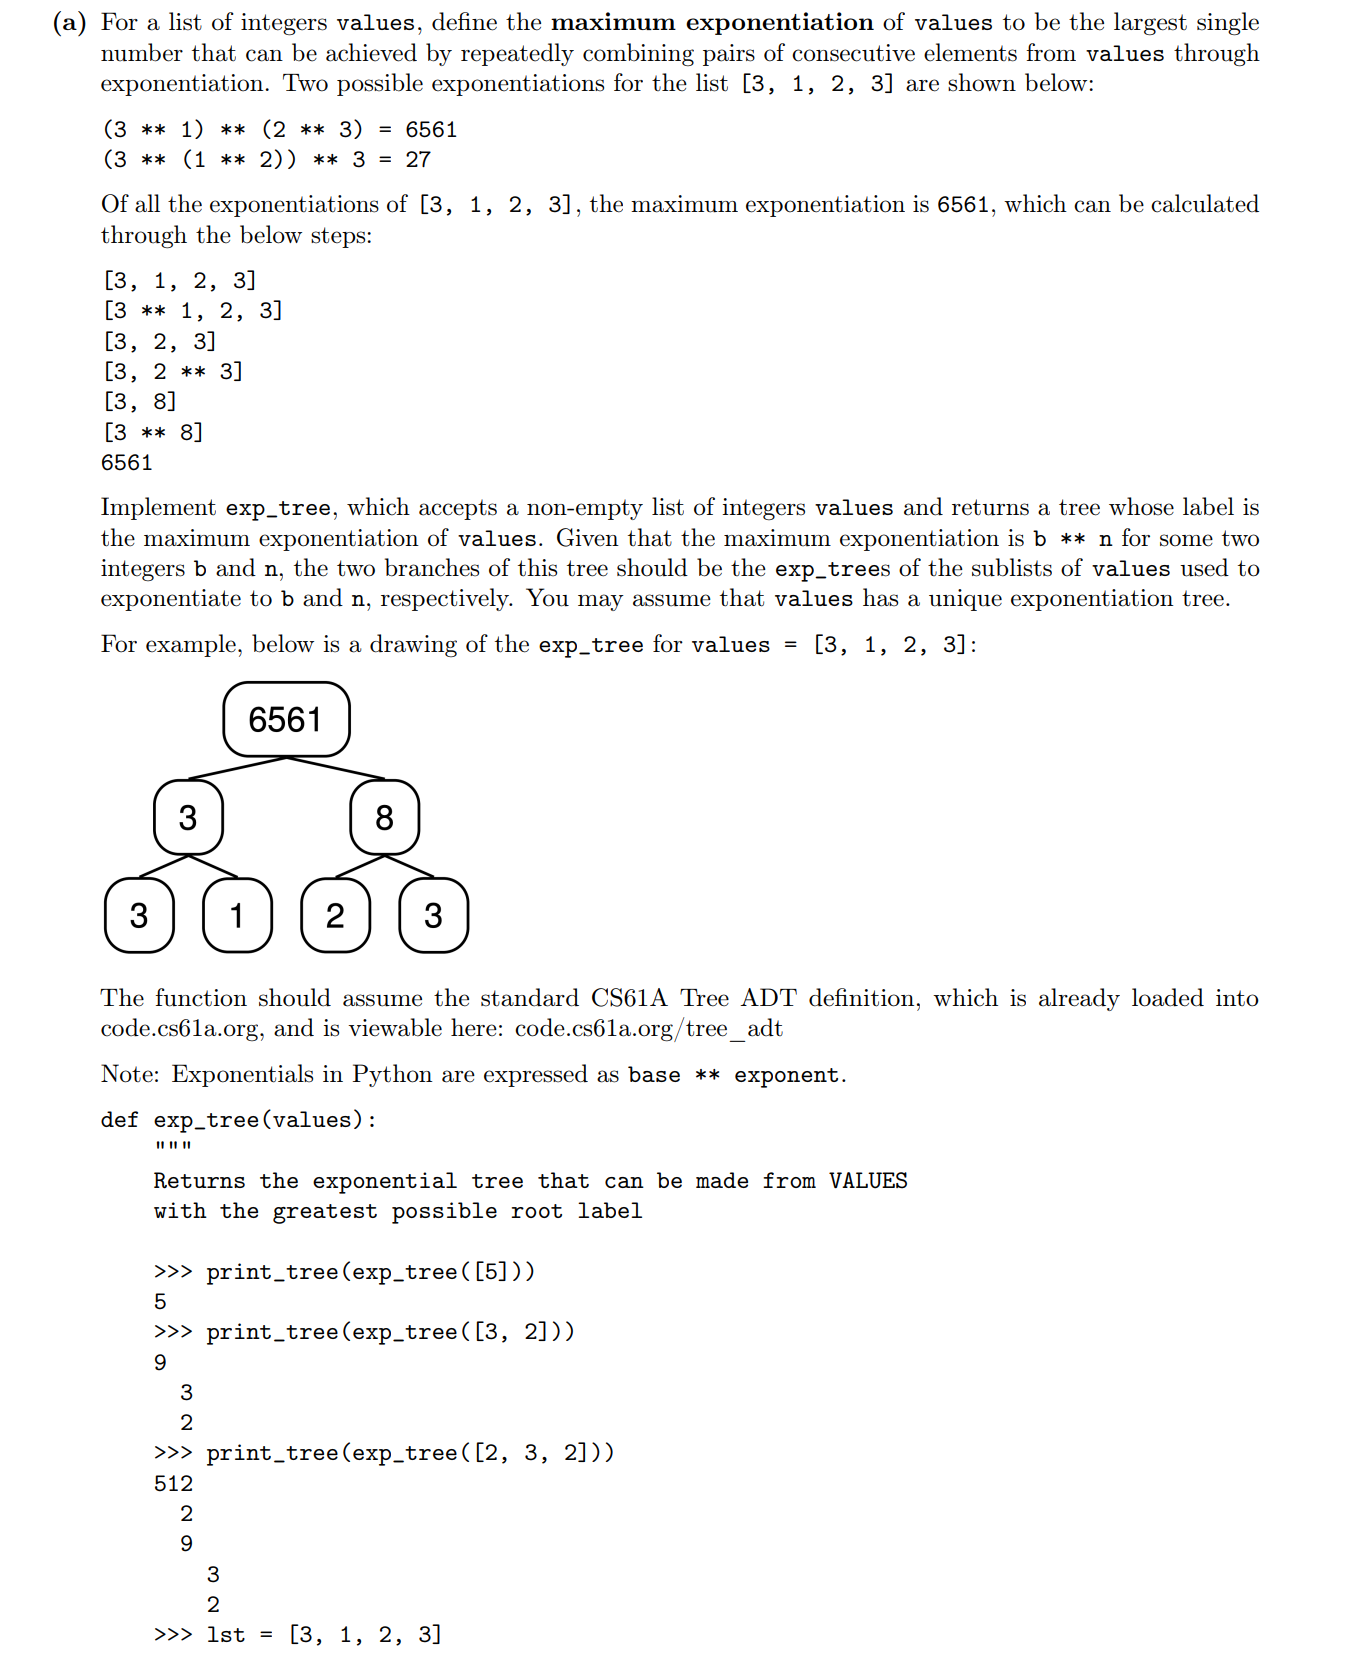 (a) For a list of integers values, define the maximum exponentiation of values to be the largest single
number that can be achieved by repeatedly combining pairs of consecutive elements from values through
exponentiation. Two possible exponentiations for the list [3, 1, 2, 3] are shown below:
(3 ** 1) ** (2 ** 3) = 6561
(3 ** (1 ** 2)) ** 3 = 27
Of all the exponentiations of [3, 1, 2, 3], the maximum exponentiation is 6561, which can be calculated
through the below steps:
[3, 1, 2, 3]
[3 ** 1, 2, 3]
[3, 2, 3]
[3, 2 ** 3]
[3, 8]
[3 ** 8]
6561
Implement exp_tree, which accepts a non-empty list of integers values and returns a tree whose label is
the maximum exponentiation of values. Given that the maximum exponentiation is b ** n for some two
integers b and n, the two branches of this tree should be the exp_trees of the sublists of values used to
exponentiate to b and n, respectively. You may assume that values has a unique exponentiation tree.
For example, below is a drawing of the exp_tree for values = [3, 1, 2, 3]:
6561
3 8
3 1 2 3
The function should assume the standard CS61A Tree ADT definition, which is already loaded into
code.cs61a.org, and is viewable here: code.cs61a.org/tree_adt
Note: Exponentials in Python are expressed as base ** exponent.
def exp_tree(values):
    """
    Returns the exponential tree that can be made from VALUES
    with the greatest possible root label
    >>> print_tree(exp_tree([5]))
    5
    >>> print_tree(exp_tree([3, 2]))
    9
      3
      2
    >>> print_tree(exp_tree([2, 3, 2]))
    512
      2
      9
        3
        2
    >>> lst = [3, 1, 2, 3]